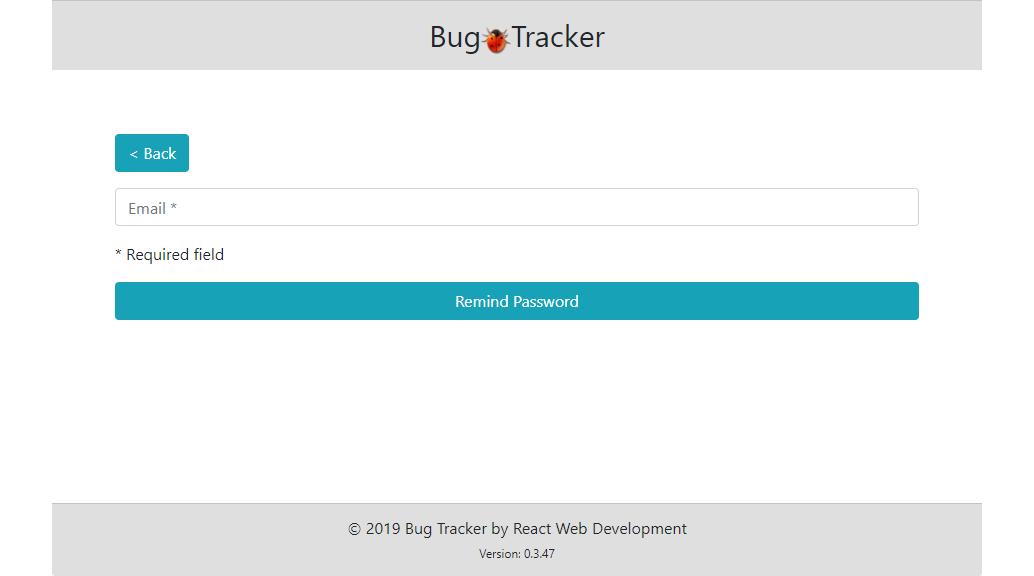 Bug Tracker
< Back
Email *
* Required field
Remind Password
© 2019 Bug Tracker by React Web Development
Version: 0.3.47